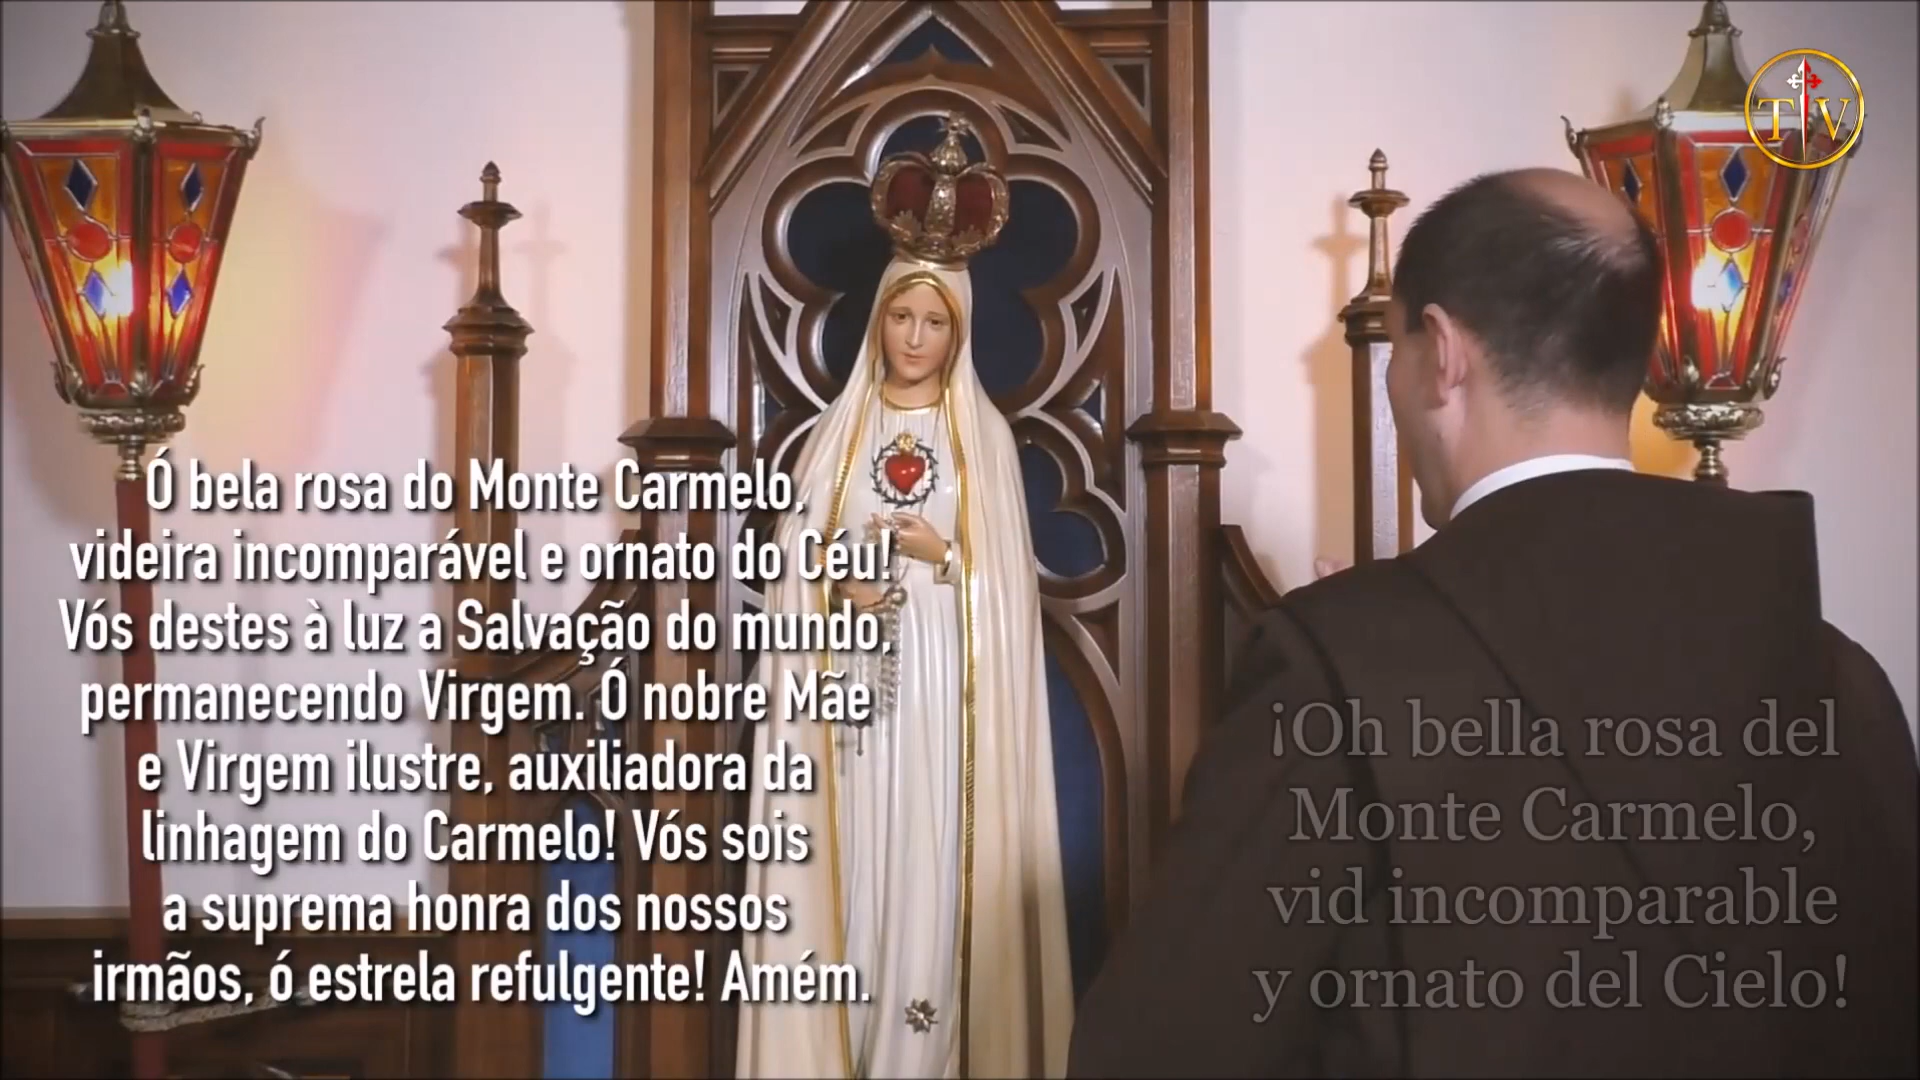 Ó bela rosa do Monte Carmelo,
videira incomparável e ornato do Céu!
Vós destes à luz a Salvação do mundo,
permanecendo Virgem. Ó nobre Mãe
e Virgem ilustre, auxiliadora da
linhagem do Carmelo! Vós sois
a suprema honra dos nossos
irmãos, ó estrela refulgente! Amém.
T V
¡Oh bella rosa del
Monte Carmelo,
vid incomparable
y ornato del Cielo!